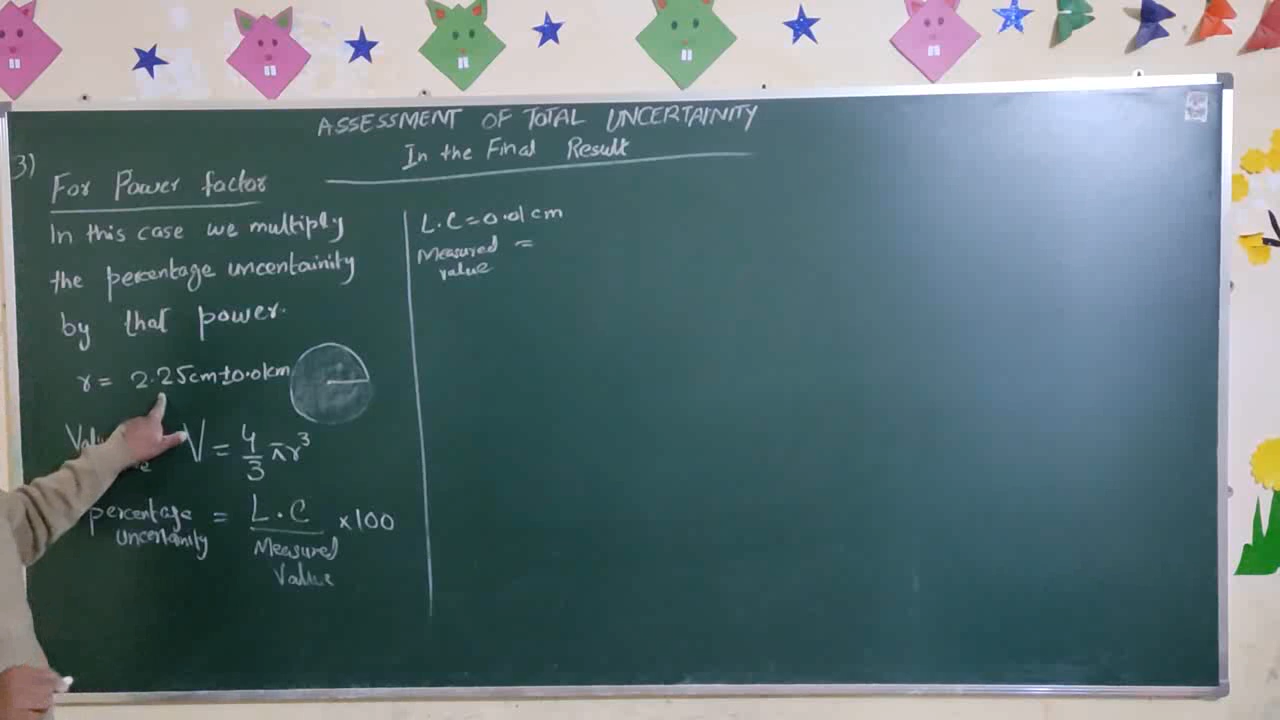 ASSESSMENT OF TOTAL UNCERTAINITY
In the Final Result
3)
For Power factor
In this case we multiply
the percentage uncertainity
by that power.
r = 2.25cm±0.01cm
V = 4/3 πr³
percentage uncertainity = L.C / Measured Value ×100
L.C = 0.01 cm
Measured value =